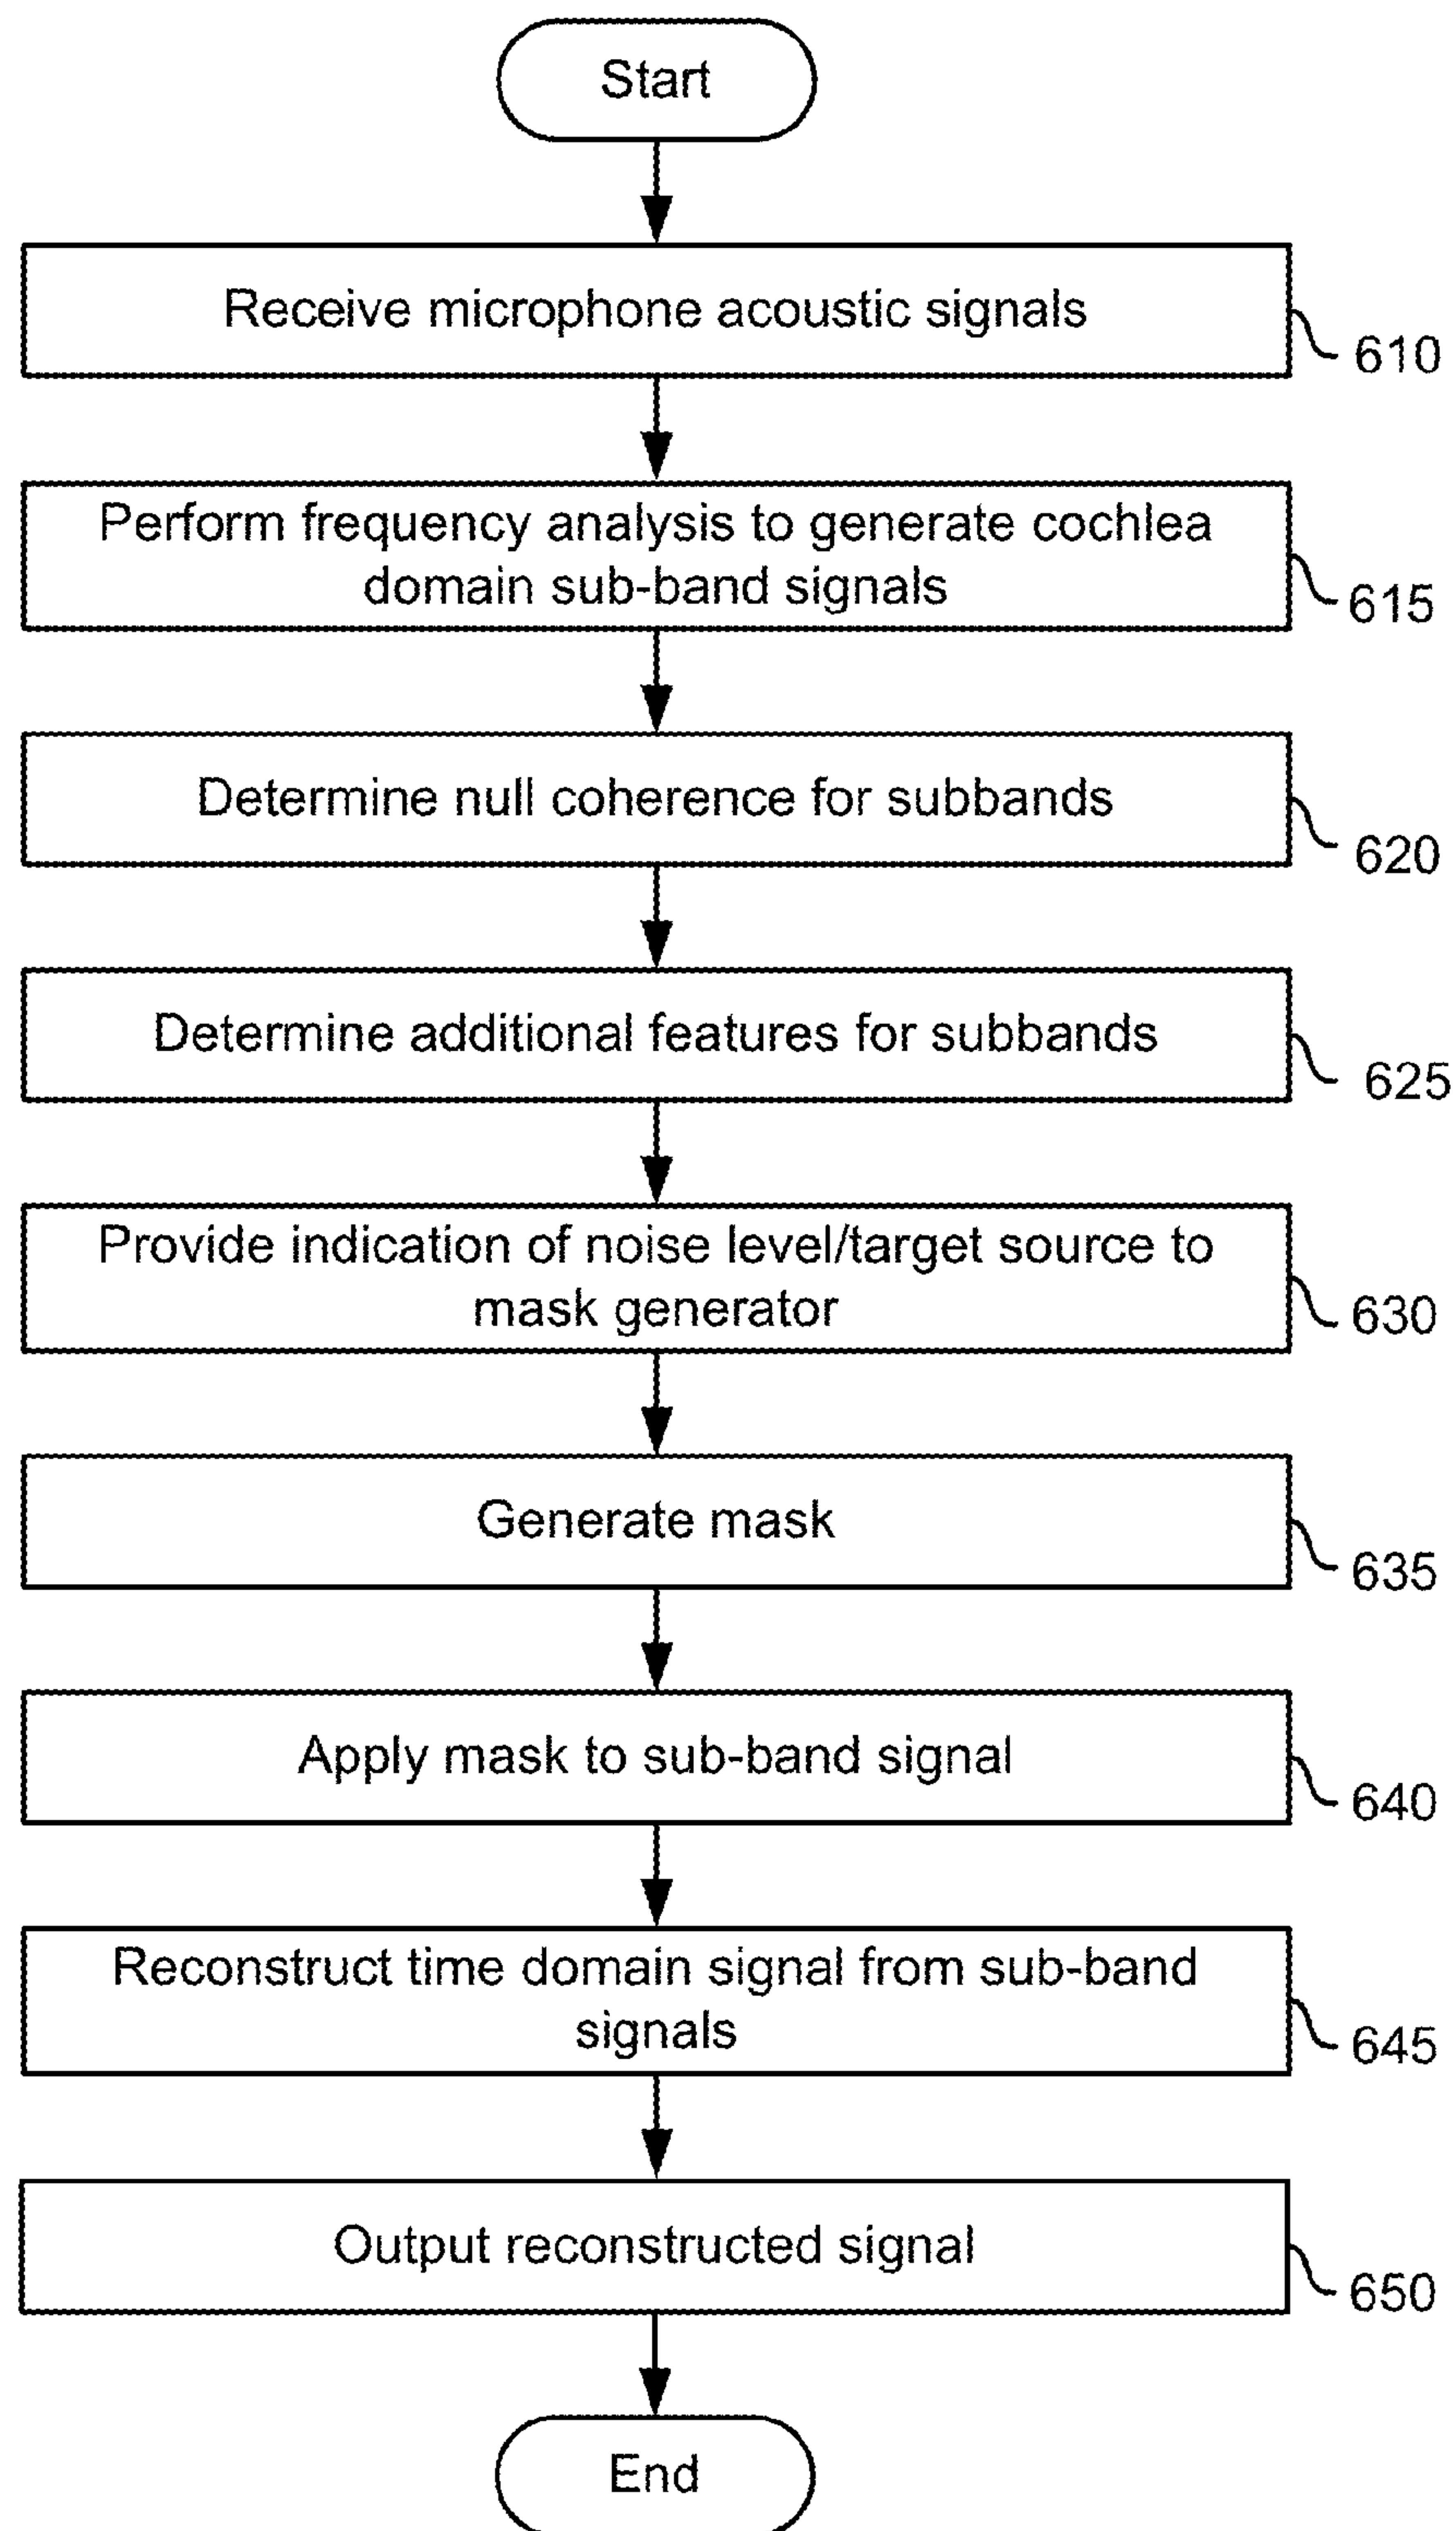 Start
Receive microphone acoustic signals
610
Perform frequency analysis to generate cochlea
domain sub-band signals
615
Determine null coherence for subbands
620
Determine additional features for subbands
625
Provide indication of noise level/target source to
mask generator
630
Generate mask
635
Apply mask to sub-band signal
640
Reconstruct time domain signal from sub-band
signals
645
Output reconstructed signal
650
End